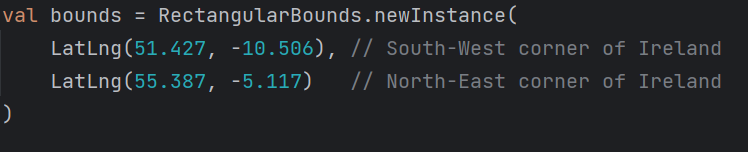 val bounds = RectangularBounds.newInstance(
    LatLng(51.427, -10.506), // South-West corner of Ireland
    LatLng(55.387, -5.117)   // North-East corner of Ireland
)